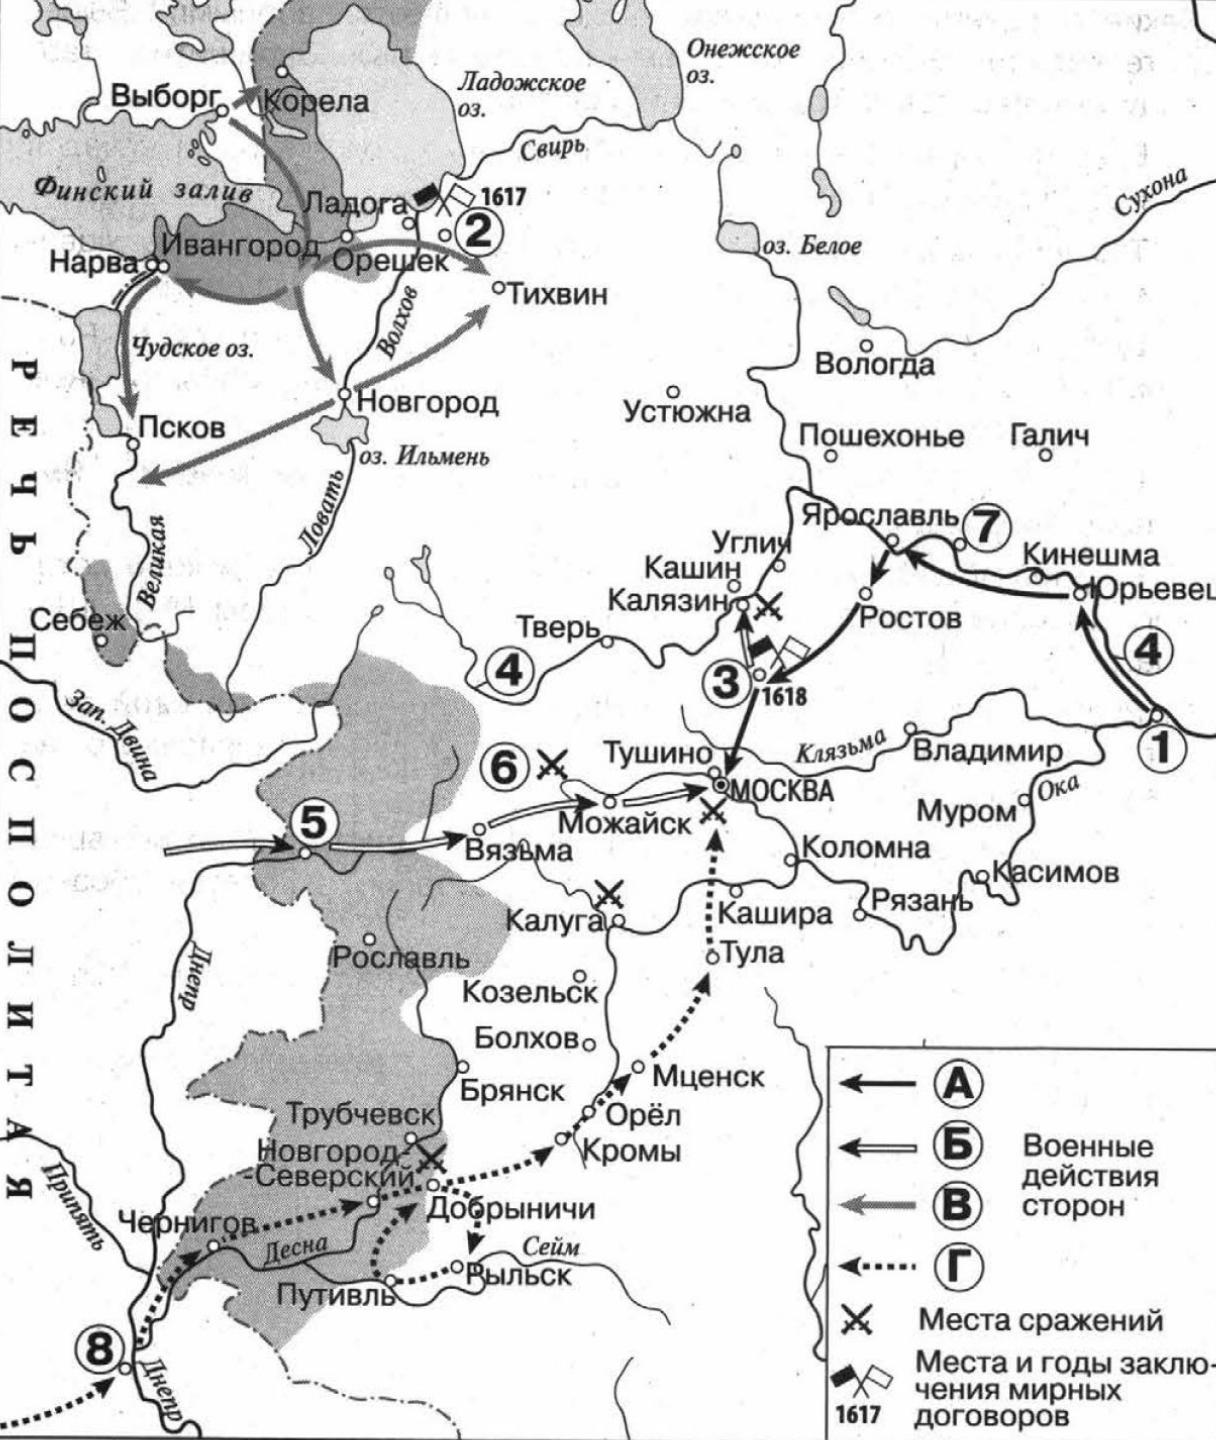 Онежское
оз.
Ладожское
оз.
Выборг
Корела
Свирь
Сухона
Финский залив
Ладога
1617
2
Ивангород
оз. Белое
Нарва
Орешек
Тихвин
Волхов
Чудское оз.
Вологда
Новгород
Устюжна
Псков
Пошехонье
Галич
оз. Ильмень
Ловать
Великая
Ярославль
7
Углич
Кинешма
Кашин
Юрьевец
Калязин
Ростов
Себеж
Тверь
4
4
3
1618
Зап. Двина
Клязьма
Владимир
1
Тушино
6
МОСКВА
Ока
Можайск
Муром
5
Вязьма
Коломна
Касимов
Калуга
Кашира
Рязань
РЕЧЬ ПОСПОЛИТАЯ
Днепр
Рославль
Тула
Козельск
Болхов
Брянск
Мценск
Трубчевск
Орёл
Новгород-
-Северский
Кромы
Припять
Чернигов
Добрыничи
Десна
Сейм
Рыльск
Путивль
8
Днепр
А
Б
В
Г
Военные
действия
сторон
Места сражений
Места и годы заклю-
чения мирных
договоров
1617